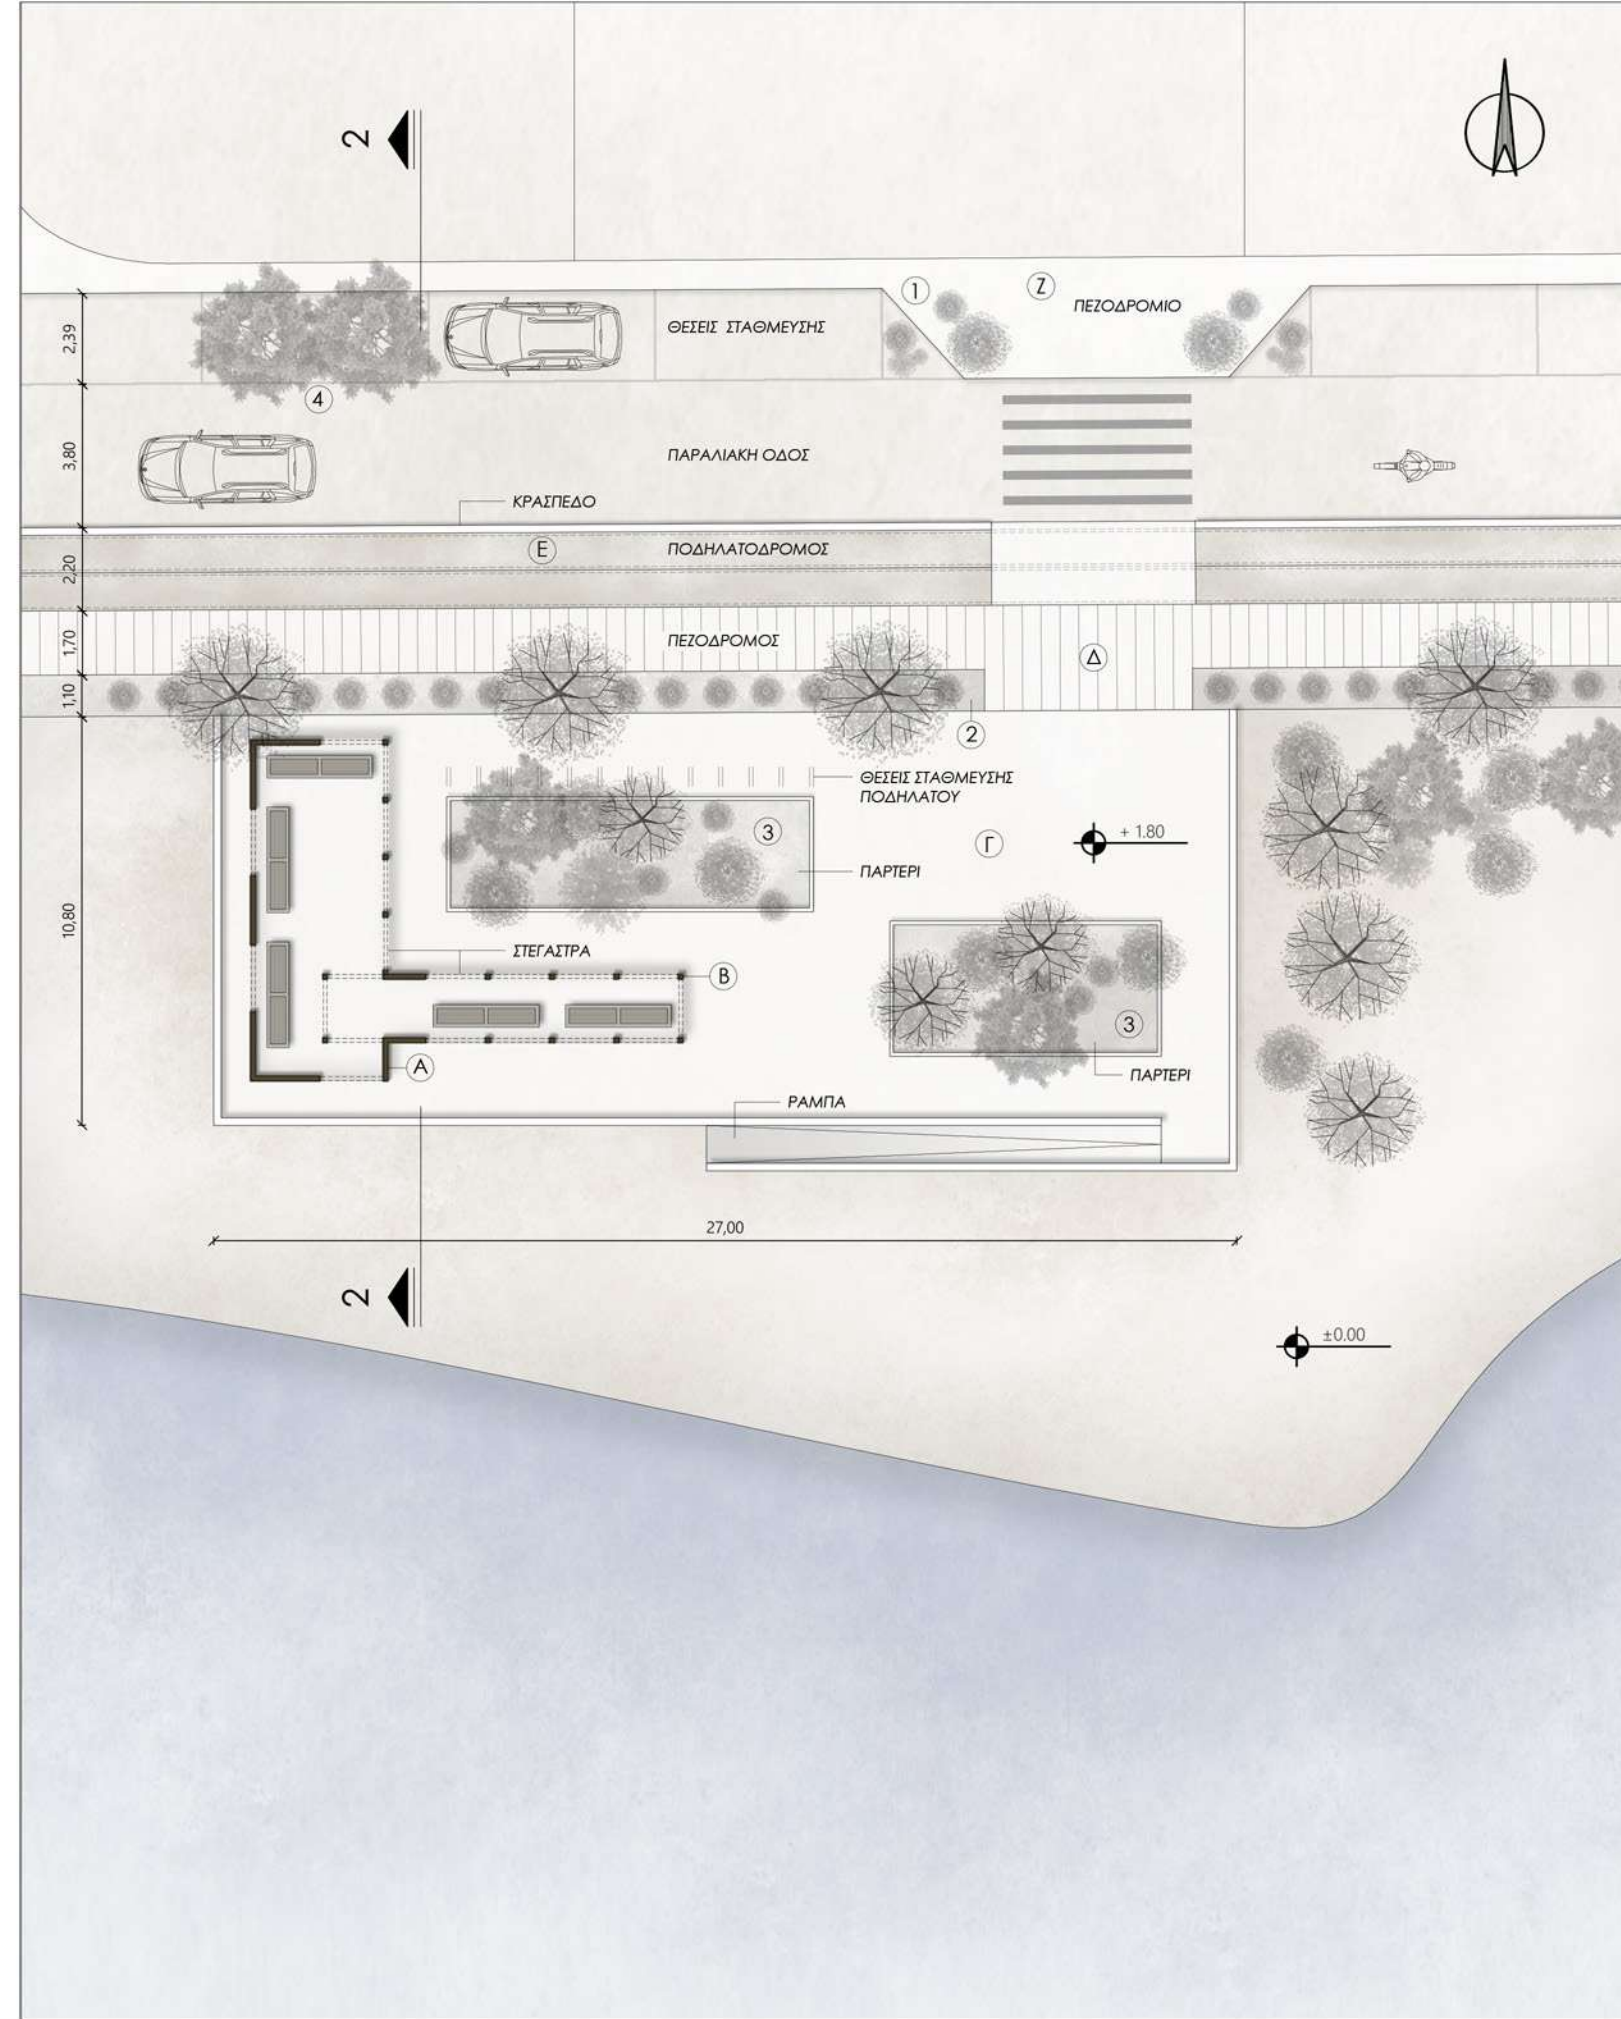 2
1
Ζ
ΠΕΖΟΔΡΟΜΙΟ
2,39
ΘΕΣΕΙΣ ΣΤΑΘΜΕΥΣΗΣ
4
3,80
ΠΑΡΑΛΙΑΚΗ ΟΔΟΣ
ΚΡΑΣΠΕΔΟ
2,20
Ε
ΠΟΔΗΛΑΤΟΔΡΟΜΟΣ
1,70
ΠΕΖΟΔΡΟΜΟΣ
Δ
1,10
2
ΘΕΣΕΙΣ ΣΤΑΘΜΕΥΣΗΣ
ΠΟΔΗΛΑΤΟΥ
3
Γ
+ 1.80
ΠΑΡΤΕΡΙ
10,80
ΣΤΕΓΑΣΤΡΑ
Β
3
Α
ΠΑΡΤΕΡΙ
ΡΑΜΠΑ
27,00
2
±0.00